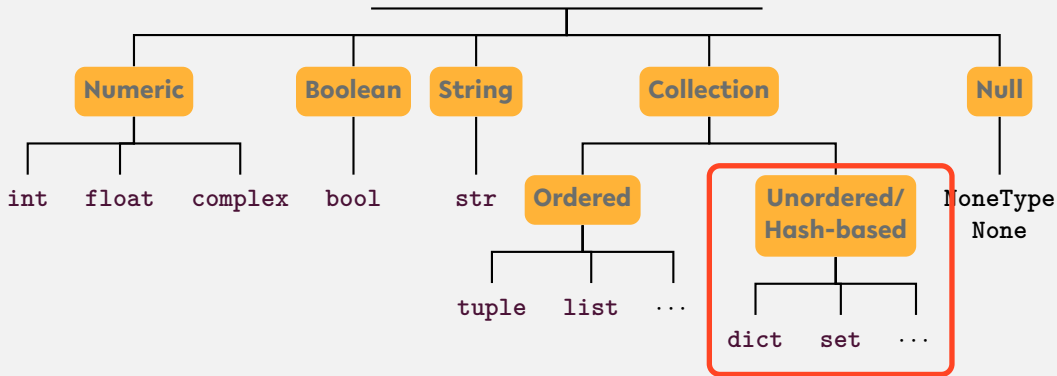 Numeric Boolean String Collection Null
int float complex bool str Ordered Unordered/ NoneType
Hash-based None
tuple list ...
dict set ...